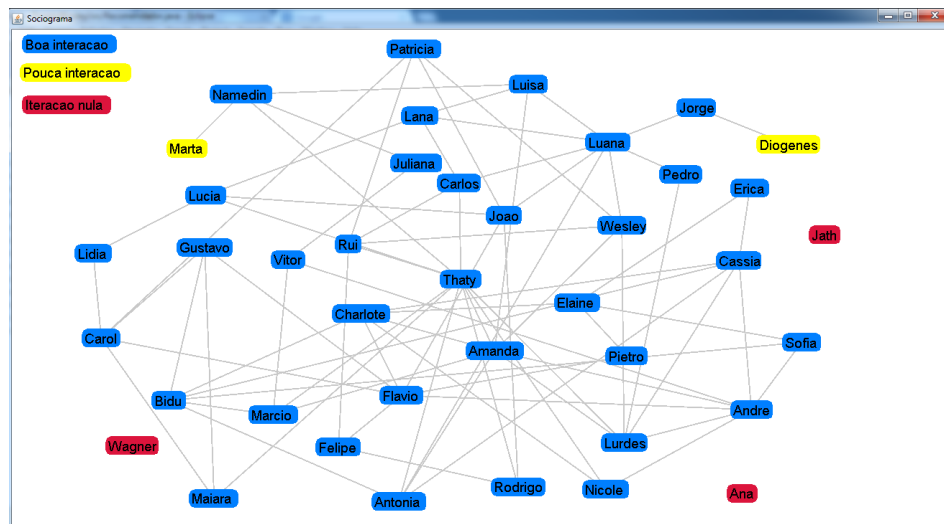 Sociograma
Boa interacao
Patricia
Pouca interacao
Luisa
Namedin
Iteracao nula
Jorge
Lana
Luana
Diogenes
Marta
Juliana
Pedro
Carlos
Erica
Lucia
Joao
Wesley
Jath
Rui
Gustavo
Lidia
Vitor
Cassia
Thaty
Elaine
Charlote
Carol
Sofia
Amanda
Pietro
Flavio
Bidu
Andre
Marcio
Lurdes
Wagner
Felipe
Rodrigo
Nicole
Ana
Maiara
Antonia